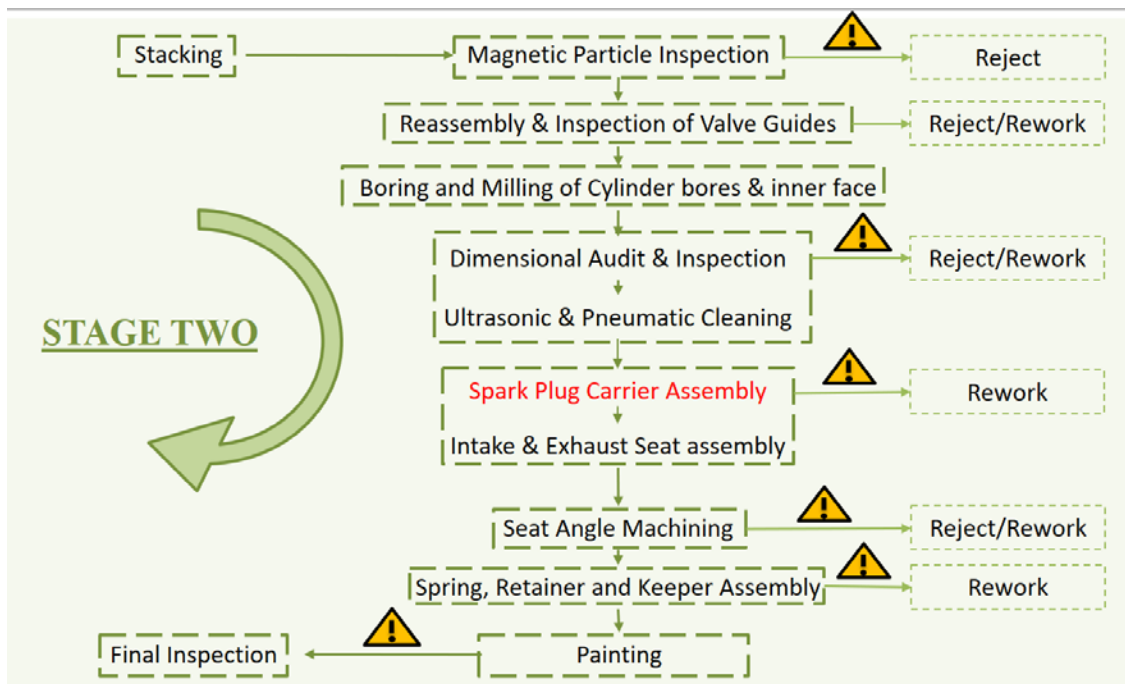 Stacking
Magnetic Particle Inspection
Reject
Reassembly & Inspection of Valve Guides
Reject/Rework
Boring and Milling of Cylinder bores & inner face
Dimensional Audit & Inspection
Reject/Rework
Ultrasonic & Pneumatic Cleaning
STAGE TWO
Spark Plug Carrier Assembly
Rework
Intake & Exhaust Seat assembly
Seat Angle Machining
Reject/Rework
Spring, Retainer and Keeper Assembly
Rework
Final Inspection
Painting